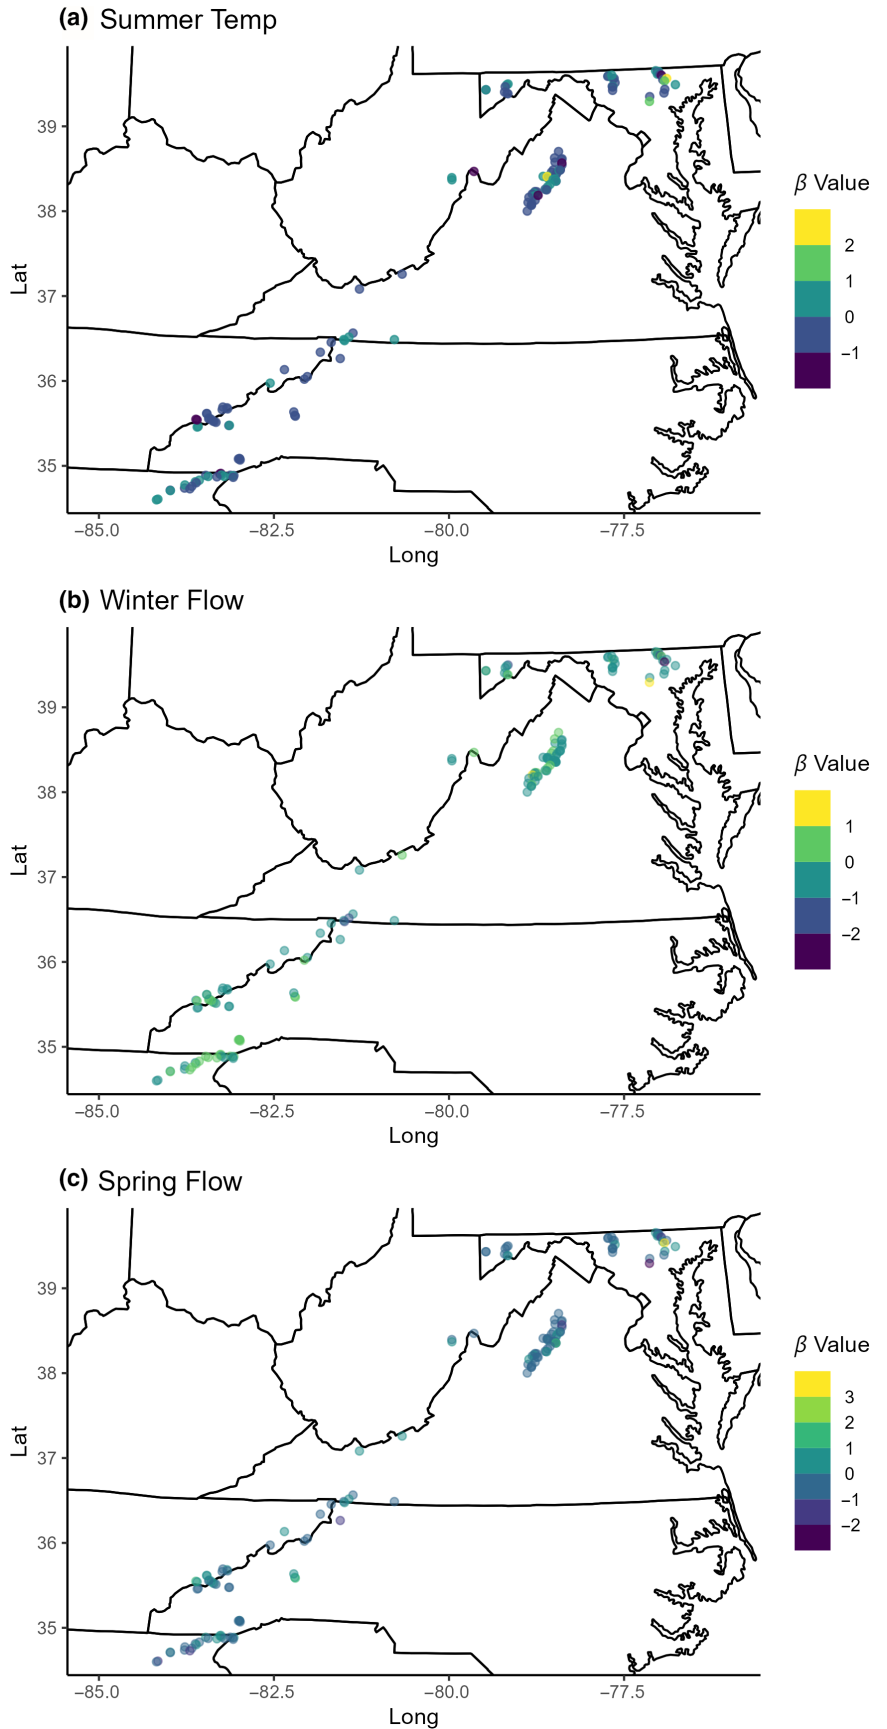 (a) Summer Temp
Lat
39
38
37
36
35
−85.0 −82.5 −80.0 −77.5
Long
β Value
2
1
0
−1
(b) Winter Flow
Lat
39
38
37
36
35
−85.0 −82.5 −80.0 −77.5
Long
β Value
1
0
−1
−2
(c) Spring Flow
Lat
39
38
37
36
35
−85.0 −82.5 −80.0 −77.5
Long
β Value
3
2
1
0
−1
−2